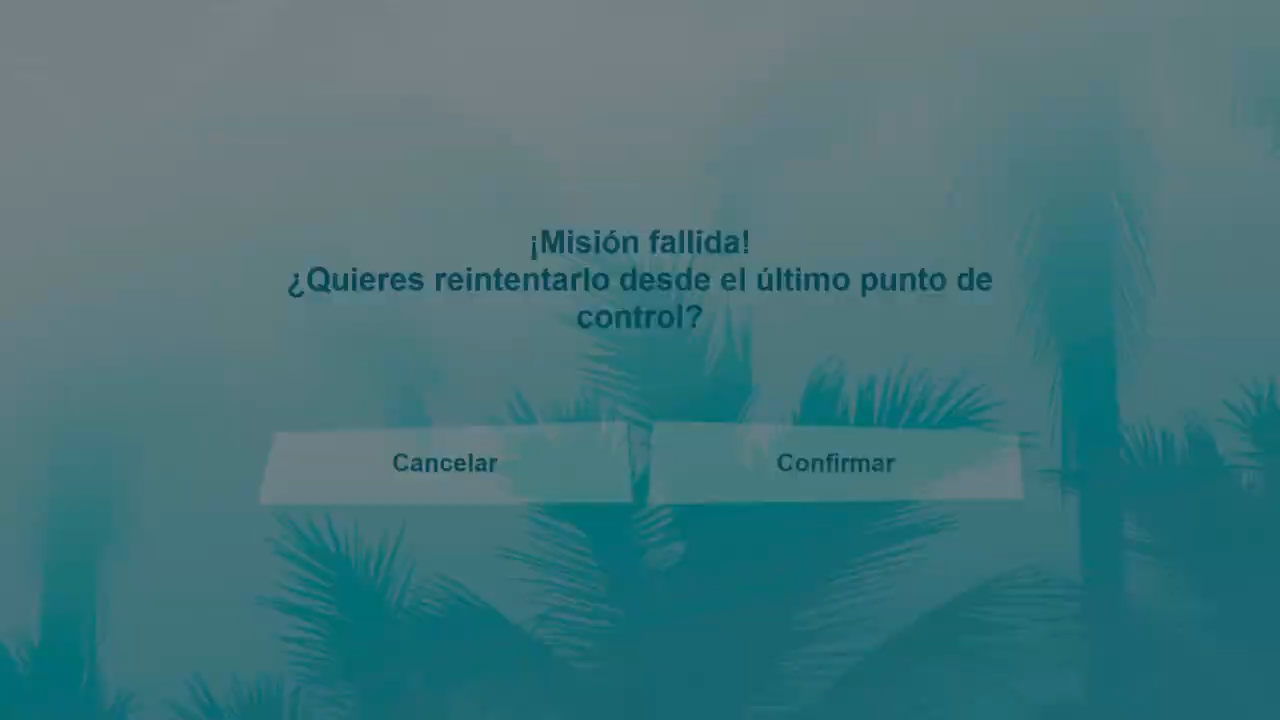 ¡Misión fallida!
¿Quieres reintentarlo desde el último punto de
control?
Cancelar
Confirmar